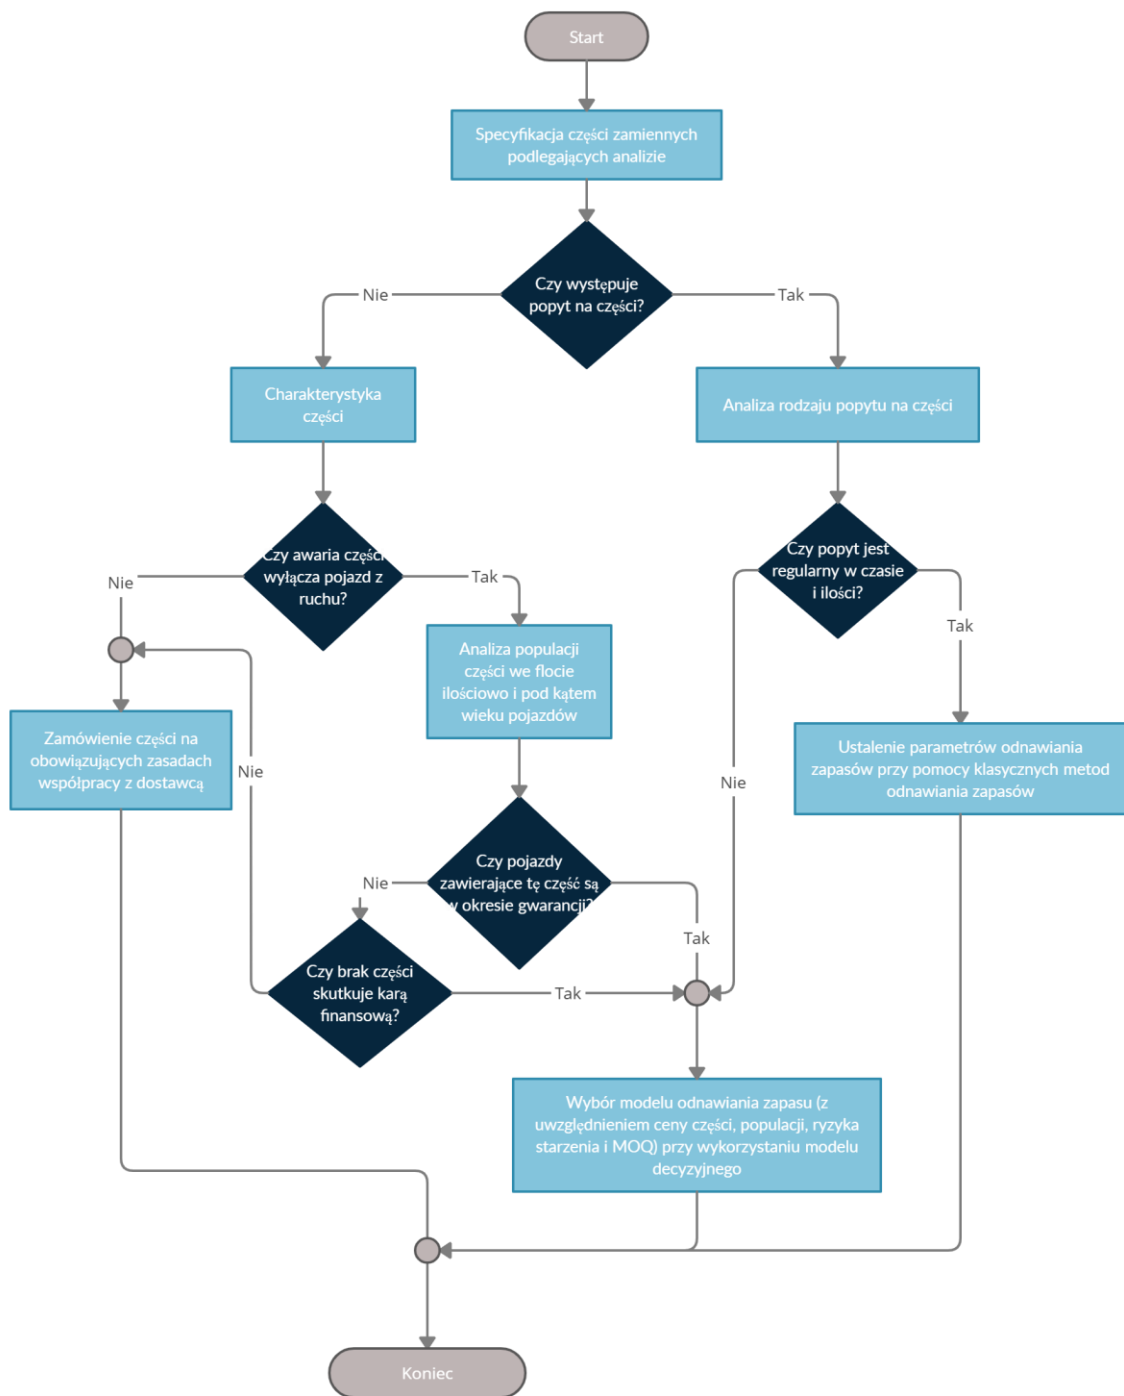 Start
Specyfikacja części zamiennych
podlegających analizie
Czy występuje
popyt na części?
Nie
Tak
Charakterystyka
części
Analiza rodzaju popytu na części
Czy awaria części
wyłącza pojazd z
ruchu?
Nie
Tak
Czy popyt jest
regularny w czasie
i ilości?
Tak
Nie
Analiza populacji
części we flocie
ilościowo i pod kątem
wieku pojazdów
Zamówienie części na
obowiązujących zasadach
współpracy z dostawcą
Nie
Ustalenie parametrów odnawiania
zapasów przy pomocy klasycznych metod
odnawiania zapasów
Czy pojazdy
zawierające tę część są
w okresie gwarancji?
Nie
Tak
Czy brak części
skutkuje karą
finansową?
Tak
Wybór modelu odnawiania zapasu (z
uwzględnieniem ceny części, populacji, ryzyka
starzenia i MOQ) przy wykorzystaniu modelu
decyzyjnego
Koniec